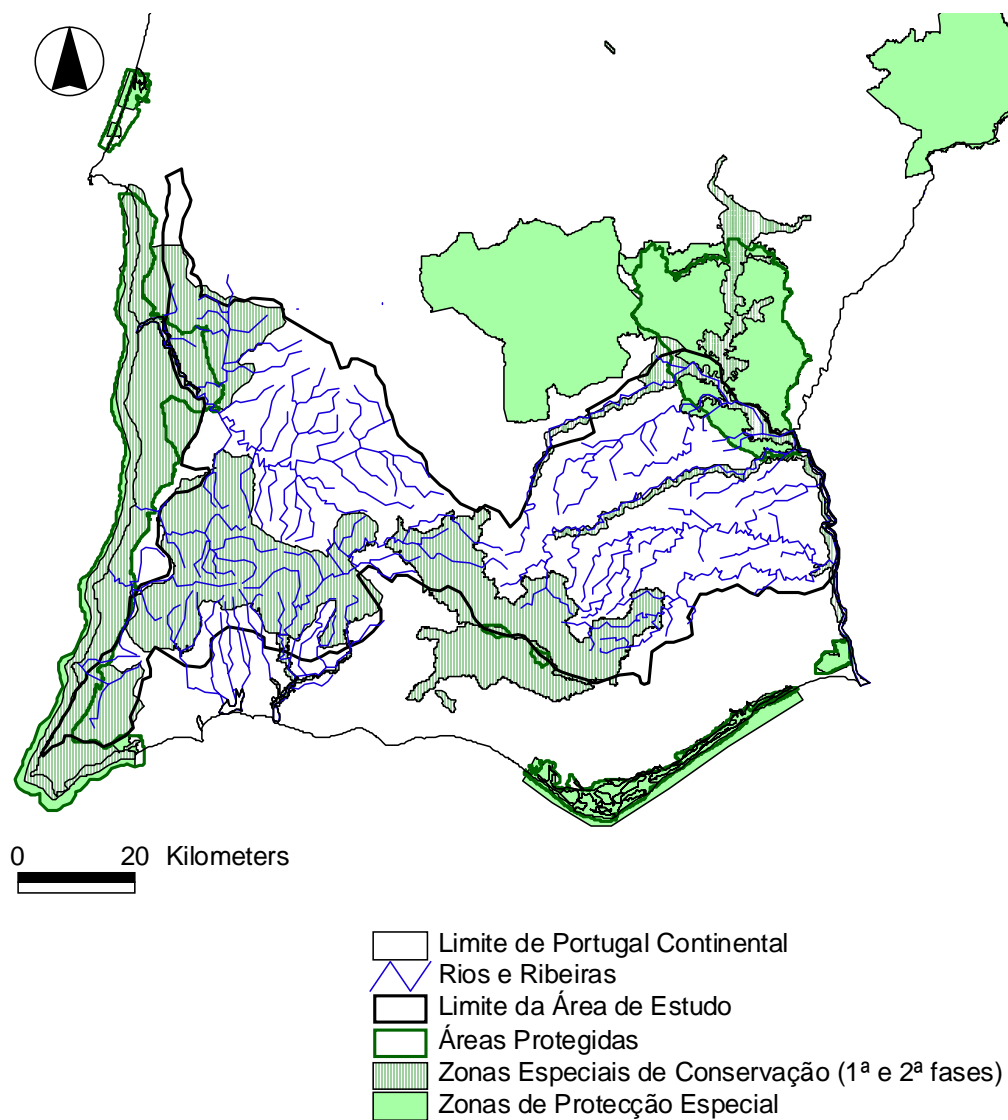 0 20 Kilometers
Limite de Portugal Continental
Rios e Ribeiras
Limite da Área de Estudo
Áreas Protegidas
Zonas Especiais de Conservação (1ª e 2ª fases)
Zonas de Protecção Especial